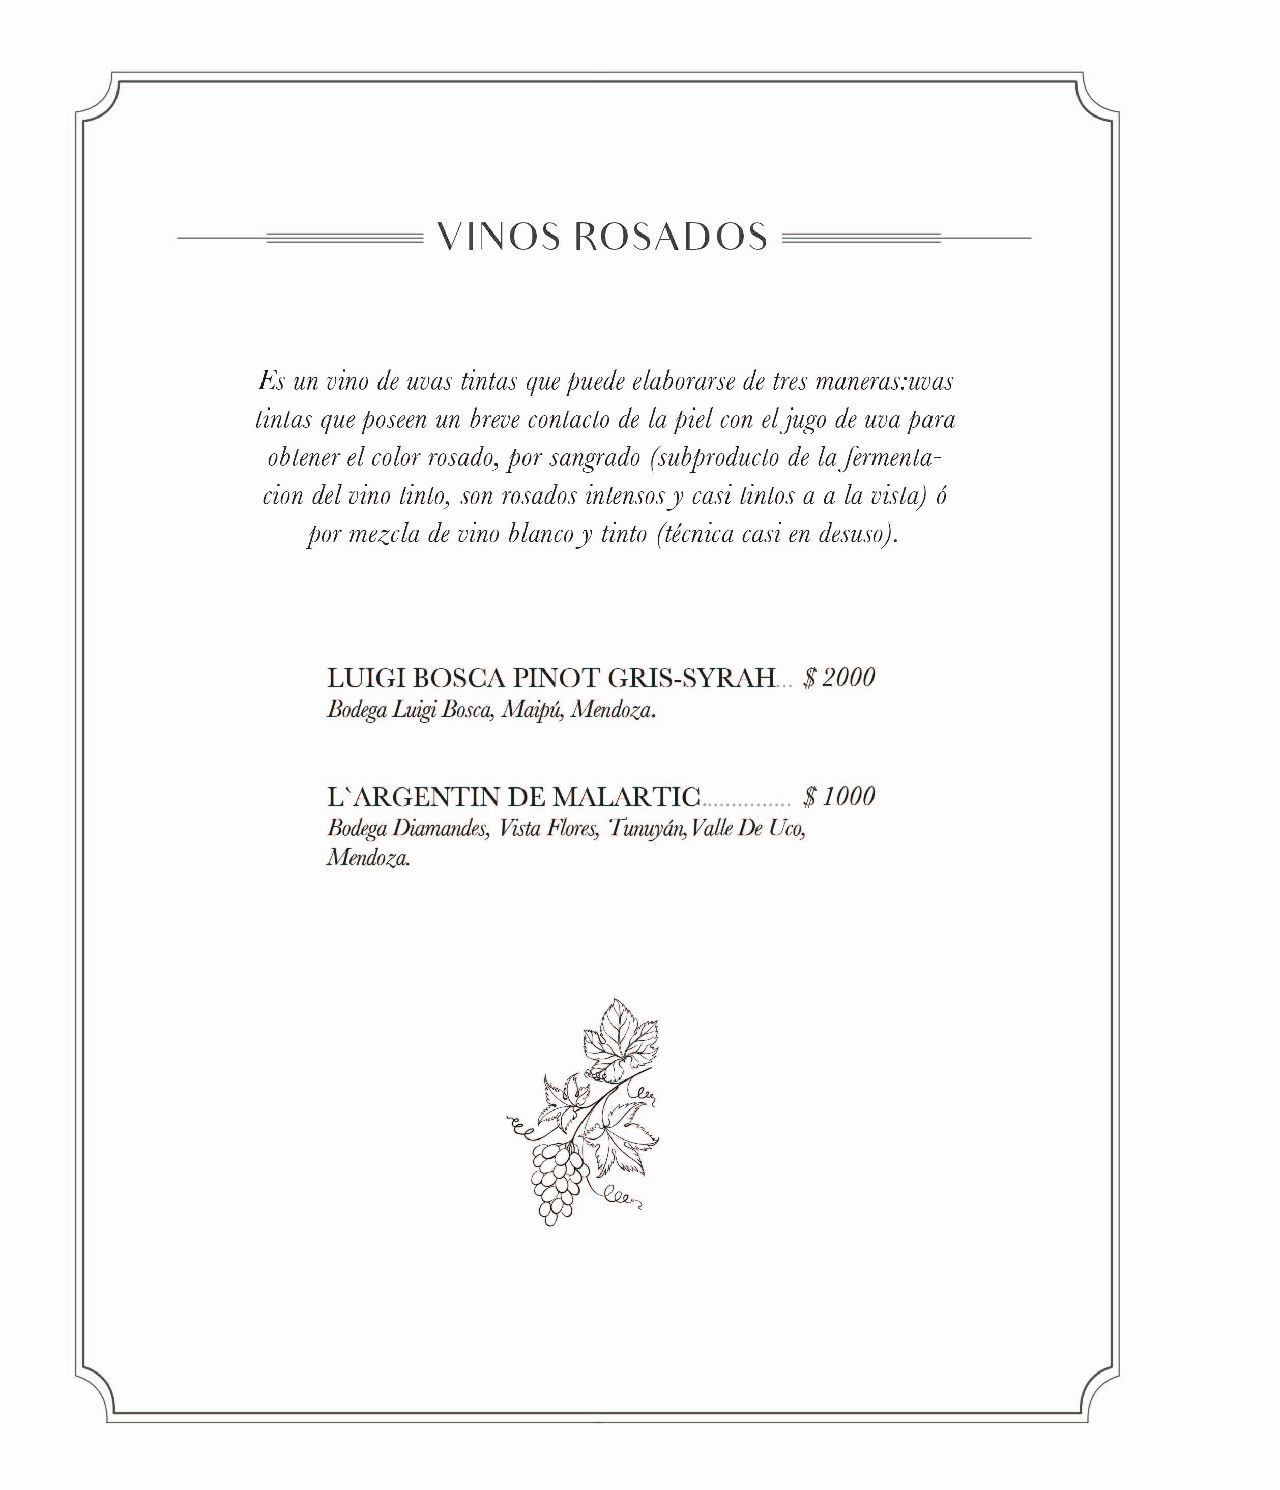 VINOS ROSADOS
Es un vino de uvas tintas que puede elaborarse de tres maneras:uvas
tintas que poseen un breve contacto de la piel con el jugo de uva para
obtener el color rosado, por sangrado (subproducto de la fermenta-
cion del vino tinto, son rosados intensos y casi tintos a a la vista) ó
por mezcla de vino blanco y tinto (técnica casi en desuso).
LUIGI BOSCA PINOT GRIS-SYRAH... $ 2000
Bodega Luigi Bosca, Maipú, Mendoza.
L`ARGENTIN DE MALARTIC............... $ 1000
Bodega Diamandes, Vista Flores, Tunuyán, Valle De Uco,
Mendoza.